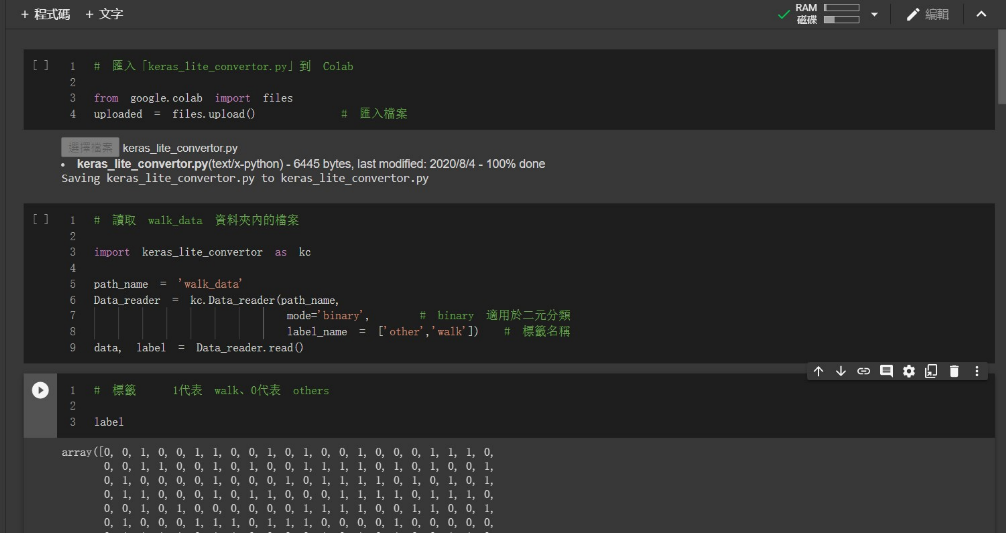 + 程式碼 + 文字
RAM
磁碟
編輯
[ ]
1 # 匯入「keras_lite_convertor.py」到 Colab
2
3 from google.colab import files
4 uploaded = files.upload() # 匯入檔案
選擇檔案 keras_lite_convertor.py
• keras_lite_convertor.py(text/x-python) - 6445 bytes, last modified: 2020/8/4 - 100% done
Saving keras_lite_convertor.py to keras_lite_convertor.py
[ ]
1 # 讀取 walk_data 資料夾內的檔案
2
3 import keras_lite_convertor as kc
4
5 path_name = 'walk_data'
6 Data_reader = kc.Data_reader(path_name,
7 mode='binary', # binary 適用於二元分類
8 label_name = ['other','walk']) # 標籤名稱
9 data, label = Data_reader.read()
1 # 標籤 1代表 walk、0代表 others
2
3 label
array([0, 0, 1, 0, 0, 1, 1, 0, 0, 1, 0, 1, 0, 0, 1, 0, 0, 0, 1, 1, 1, 0,
0, 0, 1, 1, 0, 0, 1, 0, 1, 0, 0, 1, 1, 1, 1, 0, 1, 0, 1, 0, 0, 1,
0, 1, 0, 0, 0, 0, 1, 0, 0, 0, 1, 0, 1, 1, 1, 1, 0, 1, 0, 1, 0, 1,
0, 1, 1, 0, 1, 0, 1, 0, 1, 1, 0, 0, 0, 1, 1, 1, 1, 0, 1, 1, 1, 0,
0, 0, 1, 0, 1, 0, 0, 0, 0, 0, 0, 1, 1, 1, 1, 0, 0, 1, 1, 0, 0, 1,
0, 1, 0, 0, 0, 1, 1, 1, 0, 1, 1, 1, 0, 0, 0, 0, 1, 0, 0, 0, 0, 0,